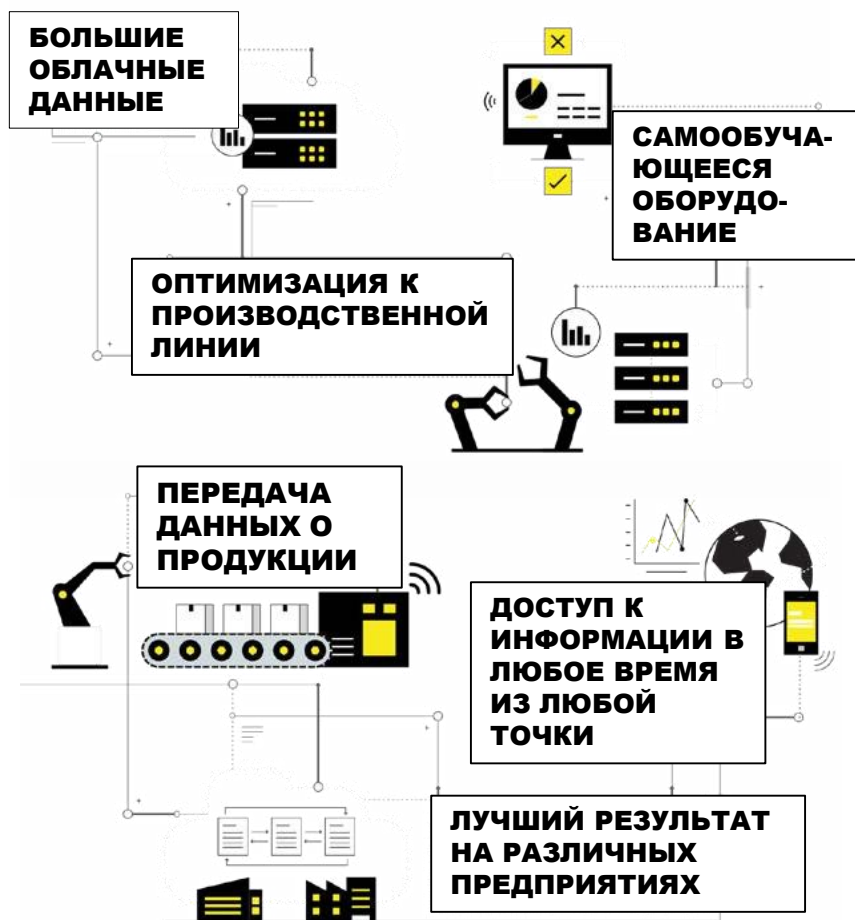 БОЛЬШИЕ
ОБЛАЧНЫЕ
ДАННЫЕ
САМООБУЧА-
ЮЩЕЕСЯ
ОБОРУДО-
ВАНИЕ
ОПТИМИЗАЦИЯ К
ПРОИЗВОДСТВЕННОЙ
ЛИНИИ
ПЕРЕДАЧА
ДАННЫХ О
ПРОДУКЦИИ
ДОСТУП К
ИНФОРМАЦИИ В
ЛЮБОЕ ВРЕМЯ
ИЗ ЛЮБОЙ
ТОЧКИ
ЛУЧШИЙ РЕЗУЛЬТАТ
НА РАЗЛИЧНЫХ
ПРЕДПРИЯТИЯХ